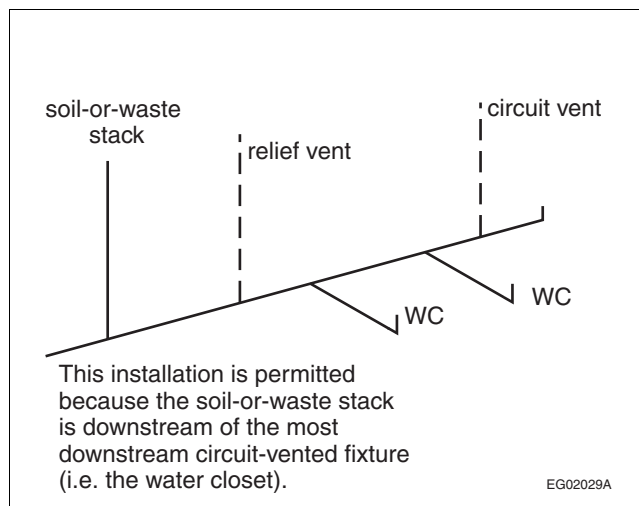 soil-or-waste
stack
relief vent
circuit vent
WC
WC
This installation is permitted
because the soil-or-waste stack
is downstream of the most
downstream circuit-vented fixture
(i.e. the water closet).
EG02029A